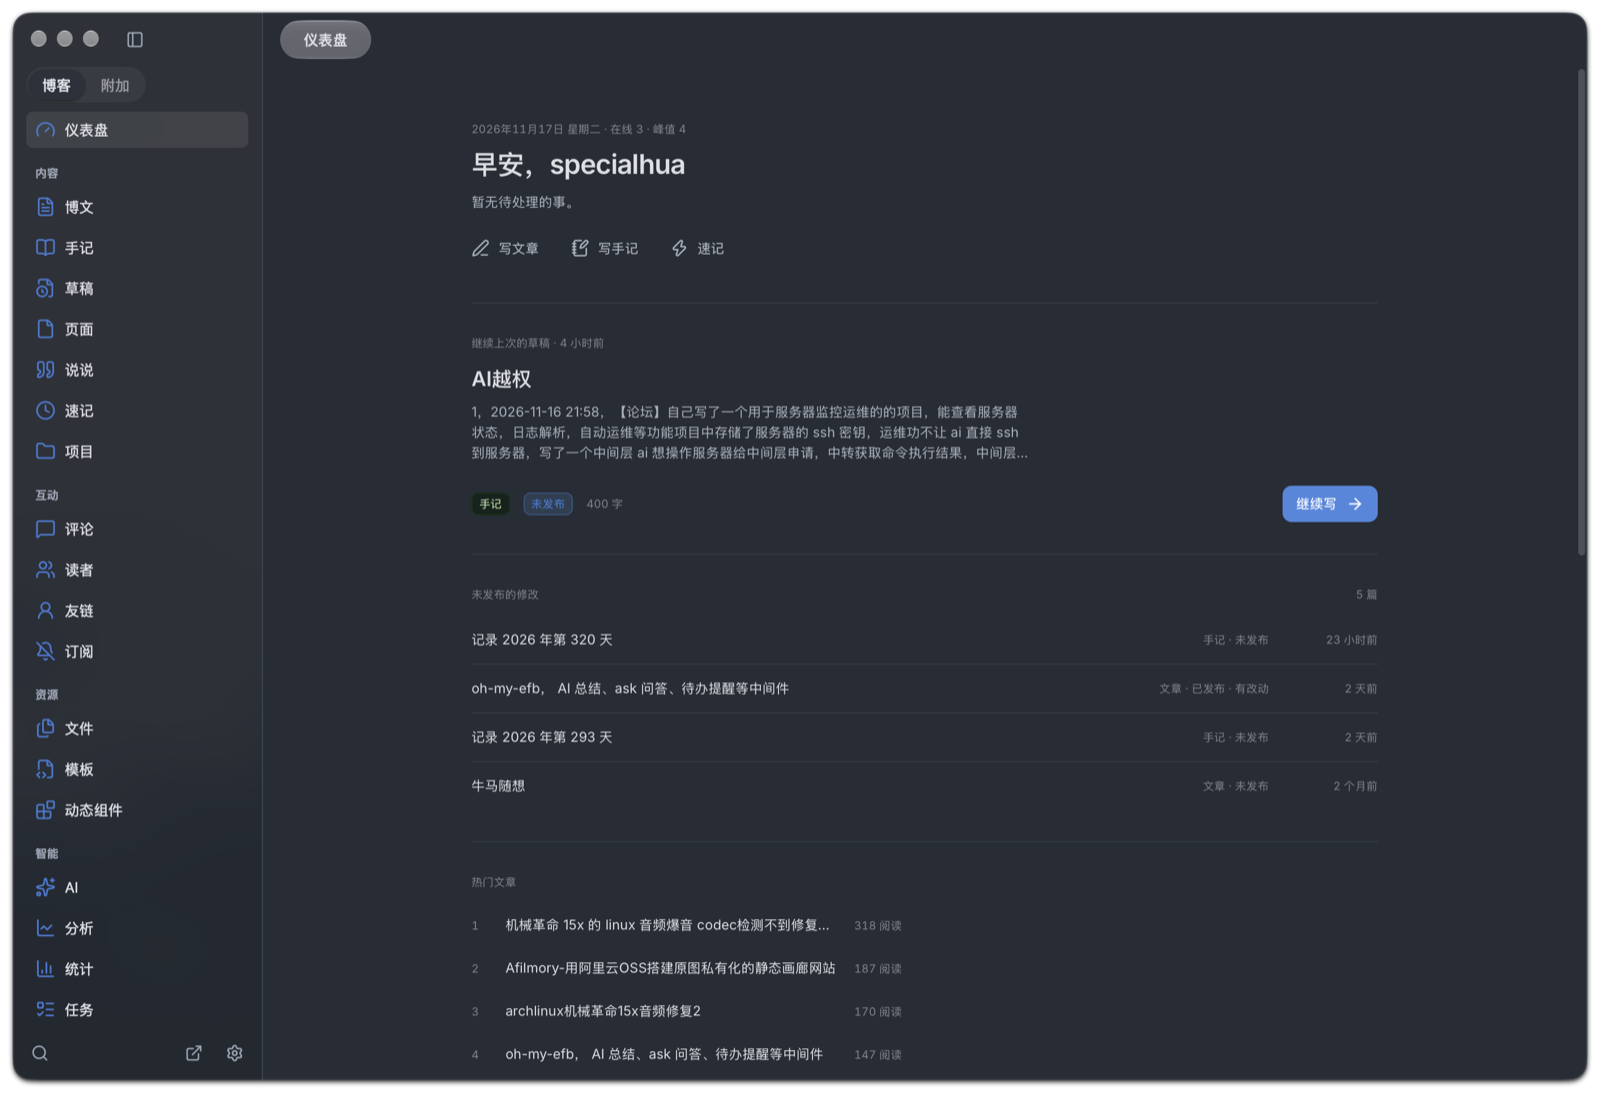 博客 附加
仪表盘
内容
博文
手记
草稿
页面
说说
速记
项目
互动
评论
读者
友链
订阅
资源
文件
模板
动态组件
智能
AI
分析
统计
任务
仪表盘
2026年11月17日 星期二 · 在线 3 · 峰值 4
早安，specialhua
暂无待处理的事。
写文章 写手记 速记
继续上次的草稿 · 4 小时前
AI越权
1，2026-11-16 21:58，【论坛】自己写了一个用于服务器监控运维的的项目，能查看服务器
状态，日志解析，自动运维等功能项目中存储了服务器的 ssh 密钥，运维功不让 ai 直接 ssh
到服务器，写了一个中间层 ai 想操作服务器给中间层申请，中转获取命令执行结果，中间层...
手记 未发布 400 字 继续写
未发布的修改 5 篇
记录 2026 年第 320 天 手记 · 未发布 23 小时前
oh-my-efb， AI 总结、ask 问答、待办提醒等中间件 文章 · 已发布 · 有改动 2 天前
记录 2026 年第 293 天 手记 · 未发布 2 天前
牛马随想 文章 · 未发布 2 个月前
热门文章
1 机械革命 15x 的 linux 音频爆音 codec检测不到修复... 318 阅读
2 Afilmory-用阿里云OSS搭建原图私有化的静态画廊网站 187 阅读
3 archlinux机械革命15x音频修复2 170 阅读
4 oh-my-efb， AI 总结、ask 问答、待办提醒等中间件 147 阅读